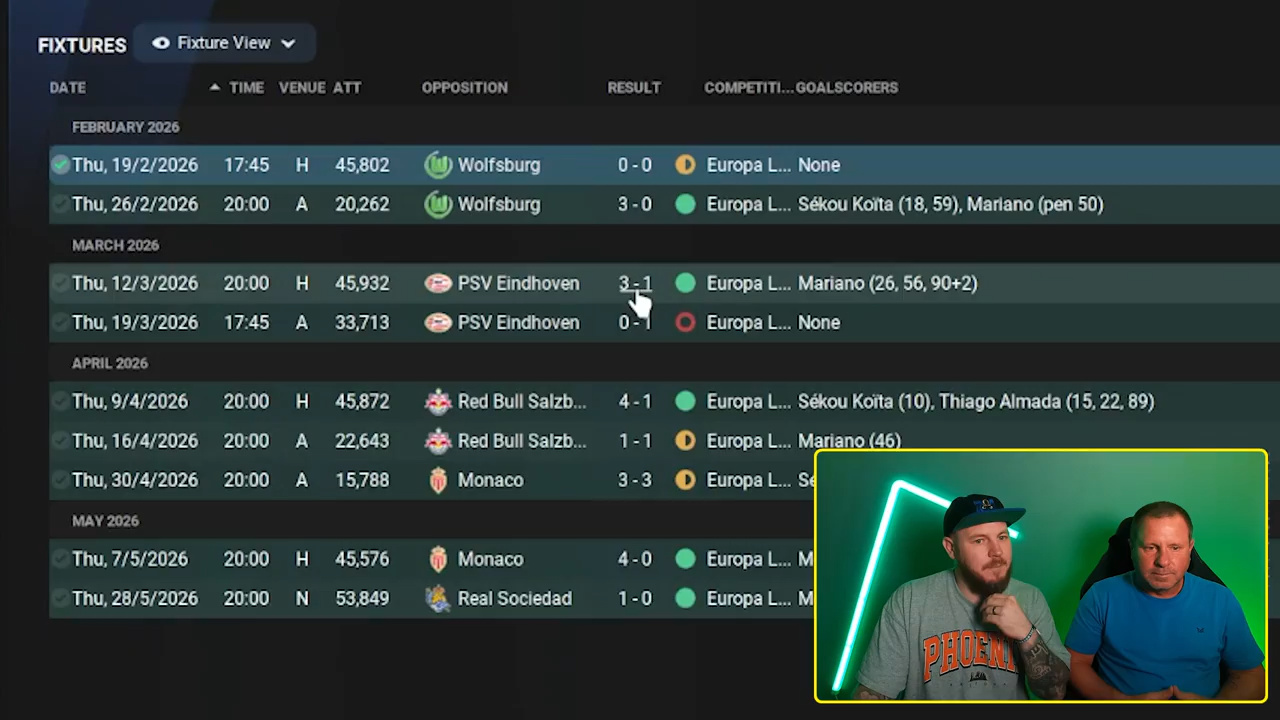 FIXTURES Fixture View
DATE TIME VENUE ATT OPPOSITION RESULT COMPETITI... GOALSCORERS
FEBRUARY 2026
Thu, 19/2/2026 17:45 H 45,802 Wolfsburg 0 - 0 Europa L... None
Thu, 26/2/2026 20:00 A 20,262 Wolfsburg 3 - 0 Europa L... Sékou Koïta (18, 59), Mariano (pen 50)
MARCH 2026
Thu, 12/3/2026 20:00 H 45,932 PSV Eindhoven 3 - 1 Europa L... Mariano (26, 56, 90+2)
Thu, 19/3/2026 17:45 A 33,713 PSV Eindhoven 0 - 1 Europa L... None
APRIL 2026
Thu, 9/4/2026 20:00 H 45,872 Red Bull Salzb... 4 - 1 Europa L... Sékou Koïta (10), Thiago Almada (15, 22, 89)
Thu, 16/4/2026 20:00 A 22,643 Red Bull Salzb... 1 - 1 Europa L... Mariano (46)
Thu, 30/4/2026 20:00 A 15,788 Monaco 3 - 3 Europa L...
MAY 2026
Thu, 7/5/2026 20:00 H 45,576 Monaco 4 - 0 Europa L...
Thu, 28/5/2026 20:00 N 53,849 Real Sociedad 1 - 0 Europa L...